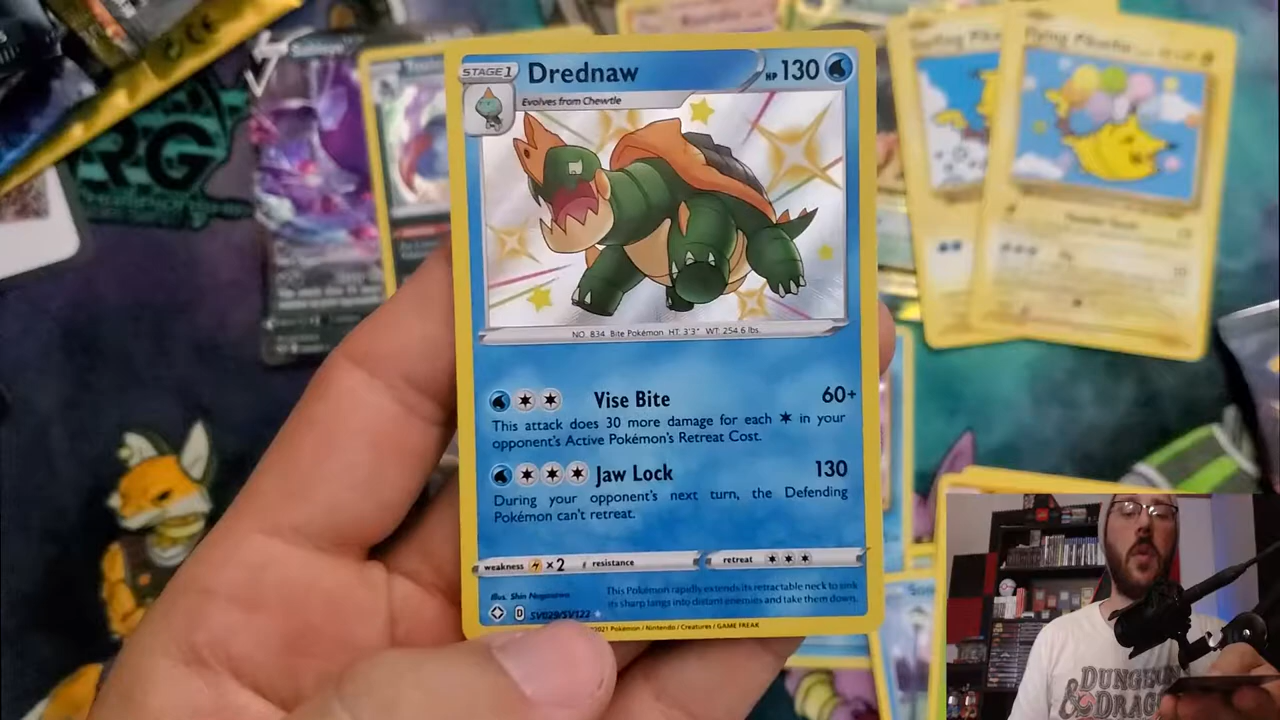 STAGE 1
Drednaw
HP 130
Evolves from Chewtle
NO. 834 Bite Pokémon HT: 3'3" WT: 254.6 lbs.
Vise Bite 60+
This attack does 30 more damage for each in your
opponent's Active Pokémon's Retreat Cost.
Jaw Lock 130
During your opponent's next turn, the Defending
Pokémon can't retreat.
weakness ×2 resistance retreat
Illus. Shin Nagasawa
This Pokémon rapidly extends its retractable neck to sink
its sharp fangs into distant enemies and take them down.
D SV029/SV122
2021 Pokémon / Nintendo / Creatures / GAME FREAK
Flying Pikachu
RG
DUNGEON
& DRAG